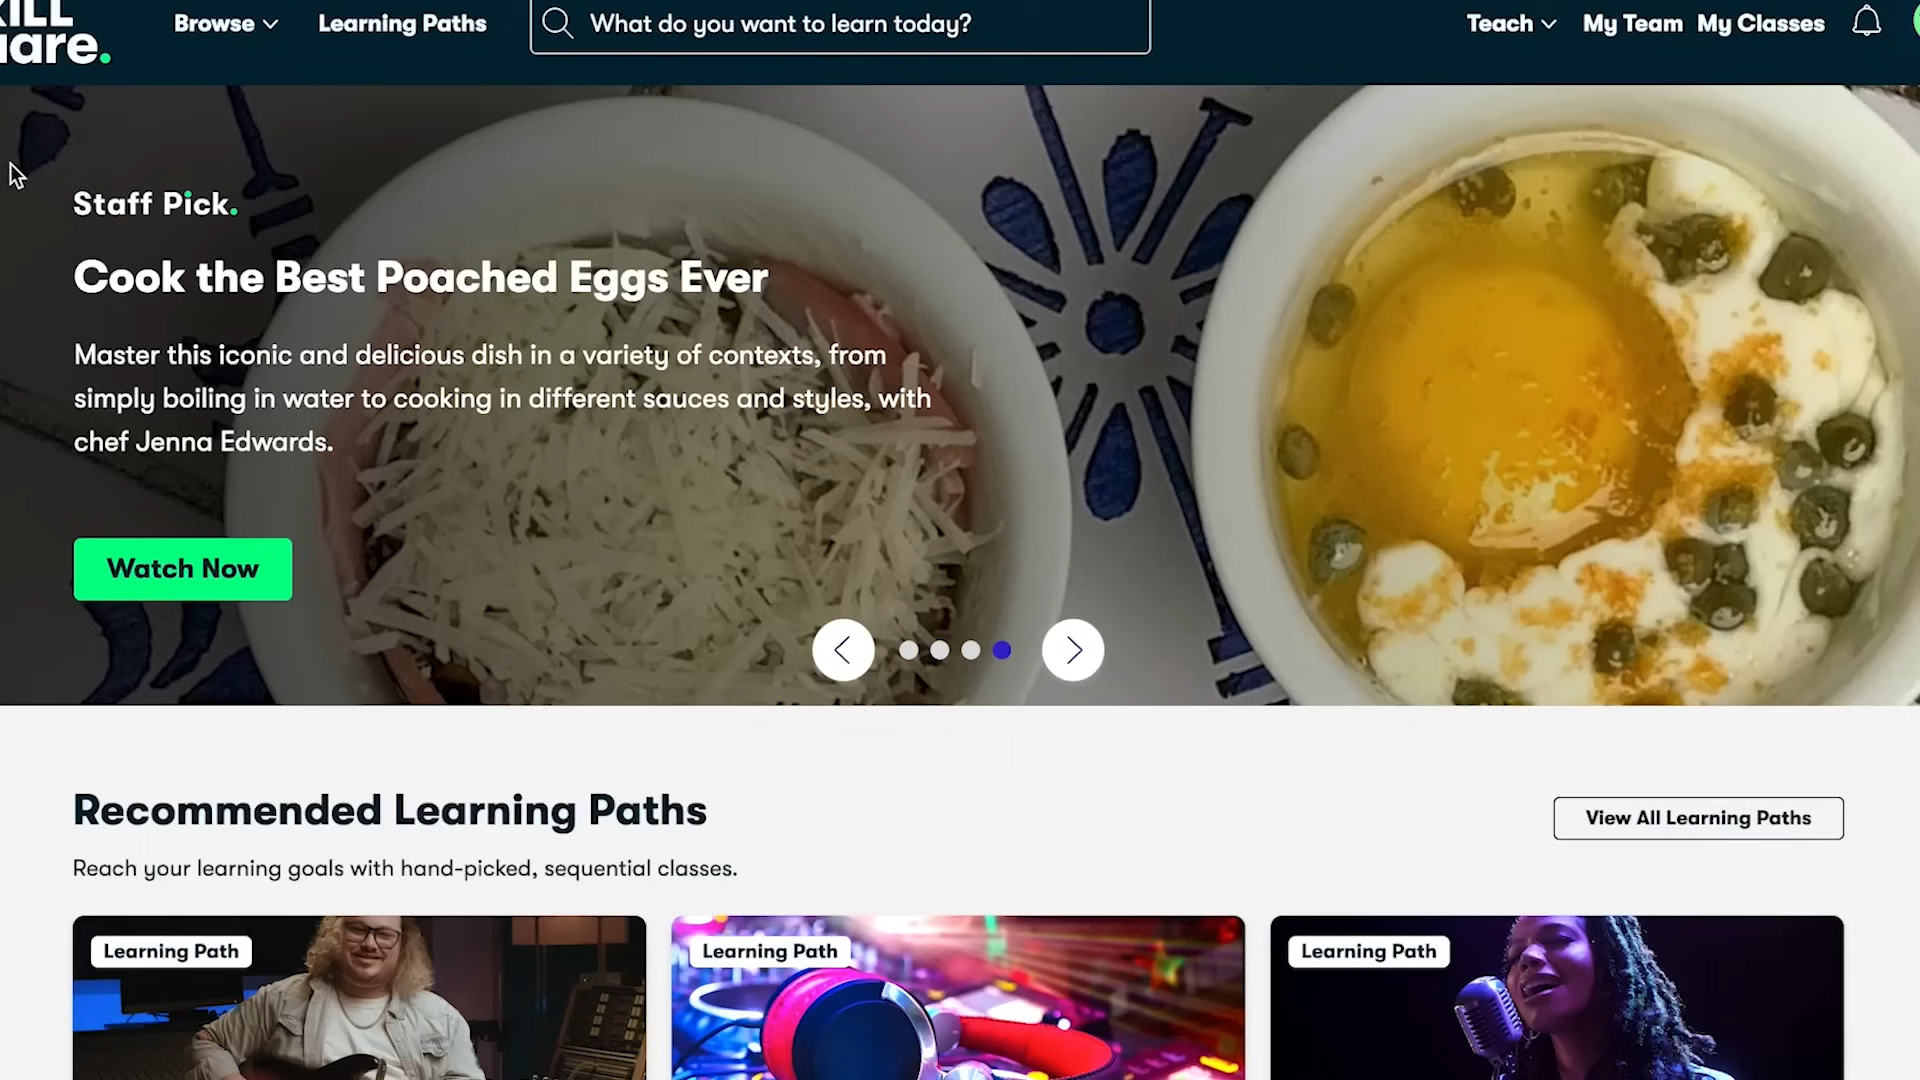 Browse
Learning Paths
What do you want to learn today?
Teach
My Team
My Classes
Staff Pick.
Cook the Best Poached Eggs Ever
Master this iconic and delicious dish in a variety of contexts, from
simply boiling in water to cooking in different sauces and styles, with
chef Jenna Edwards.
Watch Now
Recommended Learning Paths
View All Learning Paths
Reach your learning goals with hand-picked, sequential classes.
Learning Path
Learning Path
Learning Path